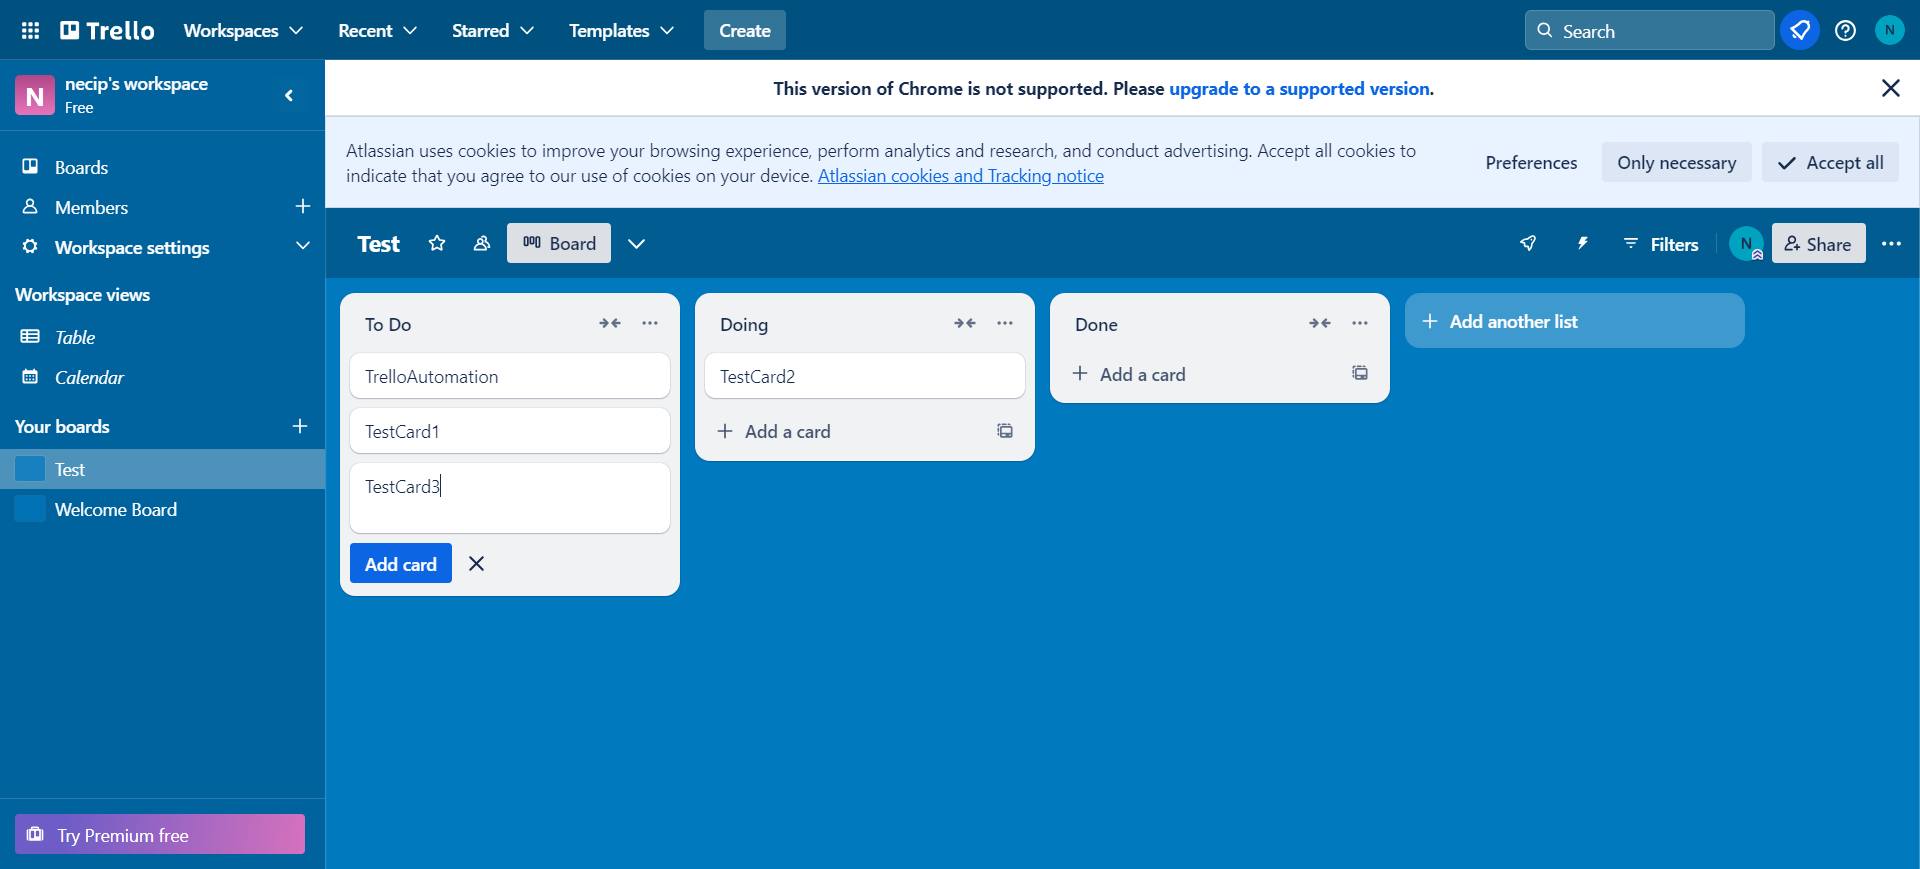 Trello Workspaces Recent Starred Templates Create Search N
N necip's workspace
Free
Boards
Members
Workspace settings
Workspace views
Table
Calendar
Your boards
Test
Welcome Board
Try Premium free
This version of Chrome is not supported. Please upgrade to a supported version.
Atlassian uses cookies to improve your browsing experience, perform analytics and research, and conduct advertising. Accept all cookies to
indicate that you agree to our use of cookies on your device. Atlassian cookies and Tracking notice
Preferences Only necessary Accept all
Test Board Filters N Share
To Do
TrelloAutomation
TestCard1
TestCard3
Add card
Doing
TestCard2
Add a card
Done
Add a card
Add another list